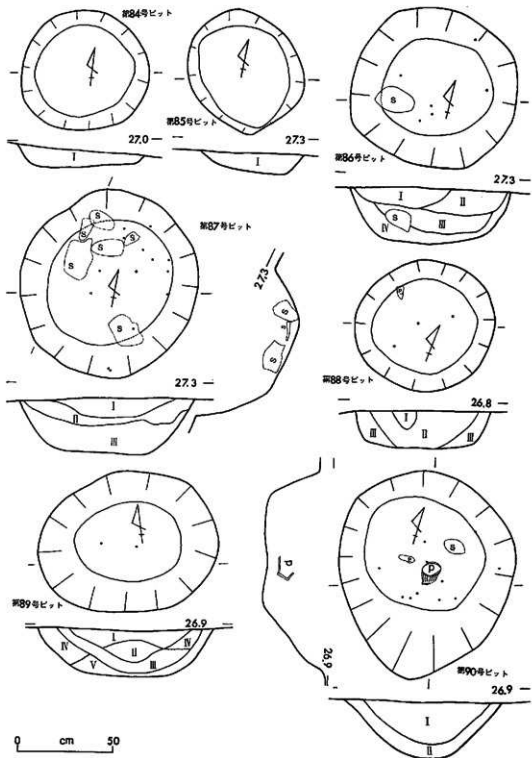 第84号ピット
27.0
I
第85号ピット
27.3
I
S
第86号ピット
27.3
I
II
III
IV
S
第87号ピット
S
S
S
S
S
S
27.3
I
II
III
27.3
S
S
S
第88号ピット
26.8
I
II
III
III
第89号ピット
26.9
I
II
III
IV
IV
V
P
26.9
S
S
P
第90号ピット
26.9
I
II
0 cm 50